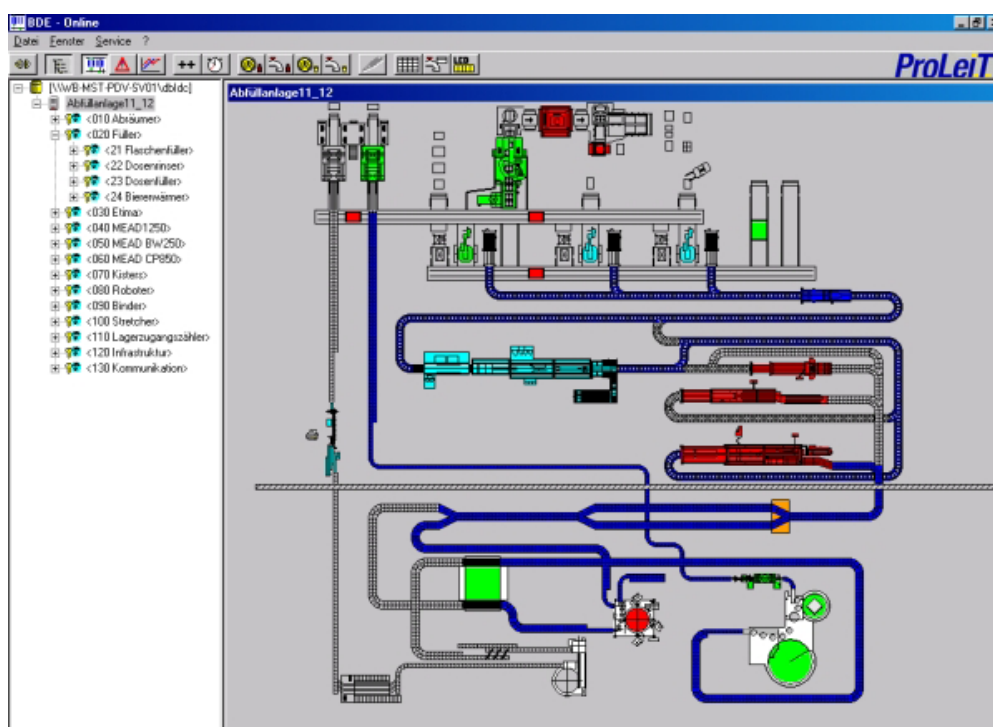 BDE - Online
Datei Fenster Service ?
ProLeiT
[\\WB-MST-PDV-SV01\dbldc]
Abfüllanlage11_12
<010 Abräumer>
<020 Füller>
<21 Flaschenfüller>
<22 Dosenrinser>
<23 Dosenfüller>
<24 Biererwärmer>
<030 Etima>
<040 MEAD1250>
<050 MEAD BW250>
<060 MEAD CP850>
<070 Kisters>
<080 Roboter>
<090 Binder>
<100 Stretcher>
<110 Lagerzugangszähler>
<120 Infrastruktur>
<130 Kommunikation>
Abfüllanlage11_12